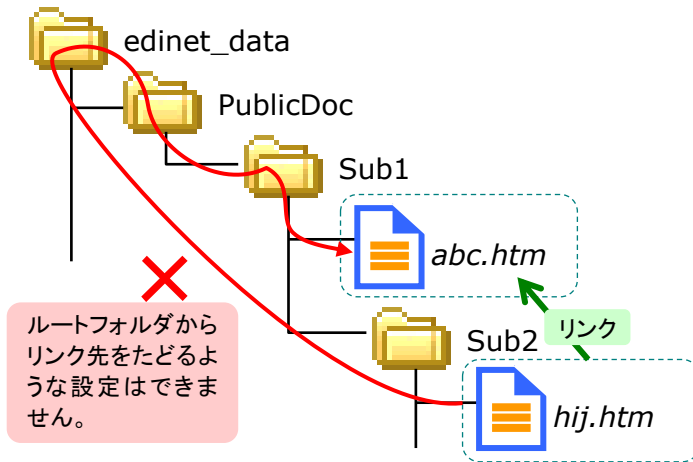 edinet_data
PublicDoc
Sub1
abc.htm
ルートフォルダから
リンク先をたどるよ
うな設定はできま
せん。
Sub2
リンク
hij.htm